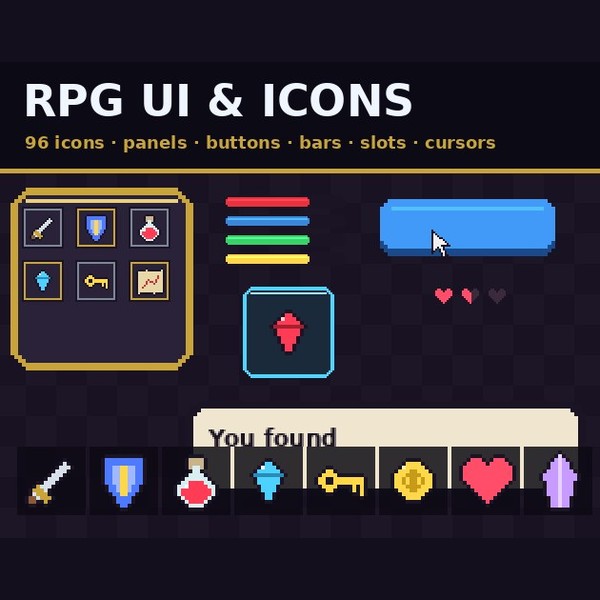 RPG UI & ICONS
96 icons · panels · buttons · bars · slots · cursors
You found